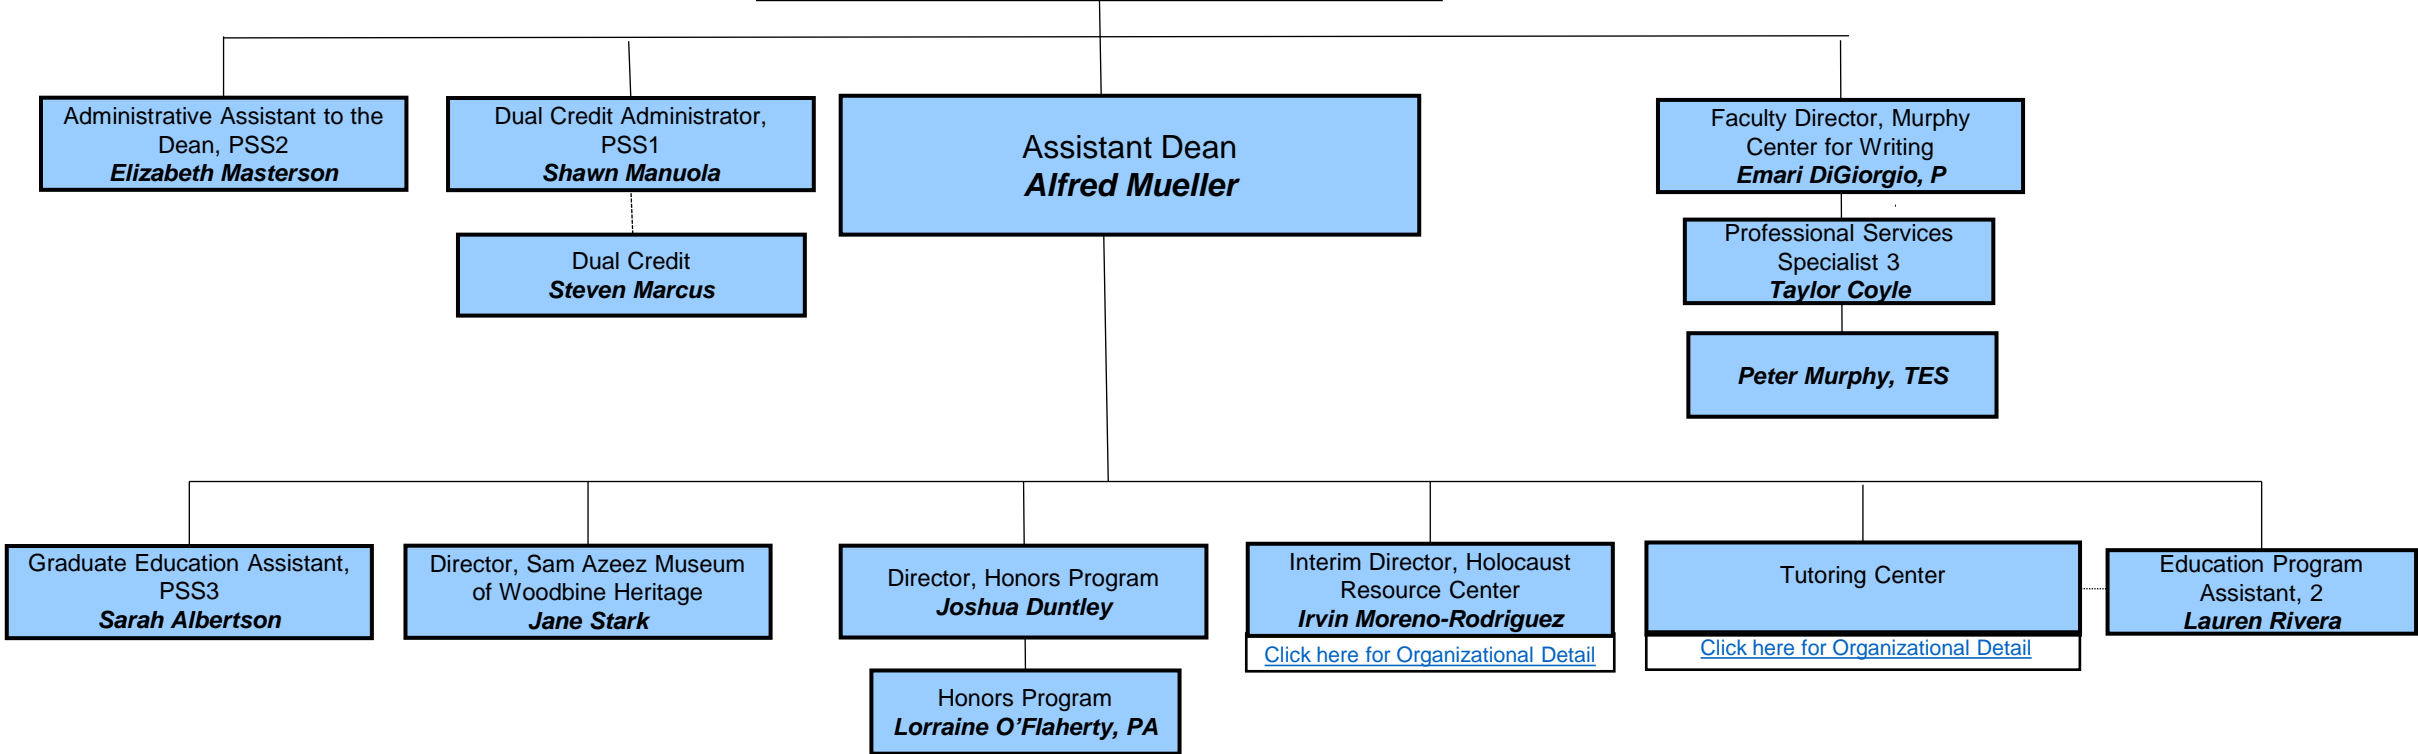 Administrative Assistant to the
Dean, PSS2
Elizabeth Masterson
Dual Credit Administrator,
PSS1
Shawn Manuola
Dual Credit
Steven Marcus
Assistant Dean
Alfred Mueller
Faculty Director, Murphy
Center for Writing
Emari DiGiorgio, P
Professional Services
Specialist 3
Taylor Coyle
Peter Murphy, TES
Graduate Education Assistant,
PSS3
Sarah Albertson
Director, Sam Azeez Museum
of Woodbine Heritage
Jane Stark
Director, Honors Program
Joshua Duntley
Honors Program
Lorraine O’Flaherty, PA
Interim Director, Holocaust
Resource Center
Irvin Moreno-Rodriguez
Click here for Organizational Detail
Tutoring Center
Click here for Organizational Detail
Education Program
Assistant, 2
Lauren Rivera